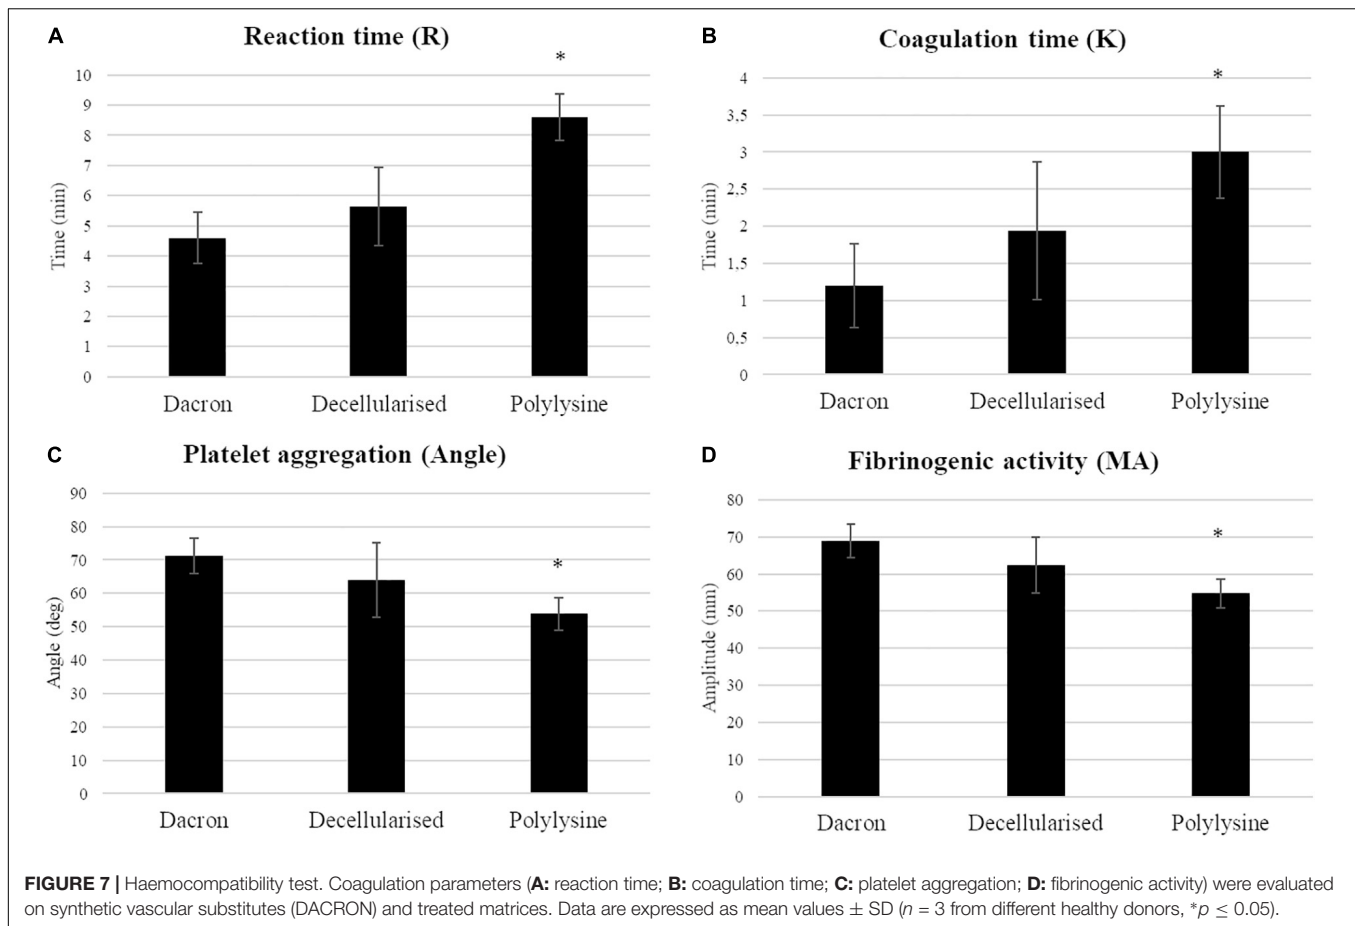 A
Reaction time (R)
*
Time (min)
10
9
8
7
6
5
4
3
2
1
0
Dacron Decellularised Polylysine
B
Coagulation time (K)
*
Time (min)
4
3.5
3
2.5
2
1.5
1
0.5
0
Dacron Decellularised Polylysine
C
Platelet aggregation (Angle)
*
Angle (deg)
90
80
70
60
50
40
30
20
10
0
Dacron Decellularised Polylysine
D
Fibrinogenic activity (MA)
*
Amplitude (mm)
80
70
60
50
40
30
20
10
0
Dacron Decellularised Polylysine
FIGURE 7 | Haemocompatibility test. Coagulation parameters (A: reaction time; B: coagulation time; C: platelet aggregation; D: fibrinogenic activity) were evaluated
on synthetic vascular substitutes (DACRON) and treated matrices. Data are expressed as mean values ± SD (n = 3 from different healthy donors, *p ≤ 0.05).